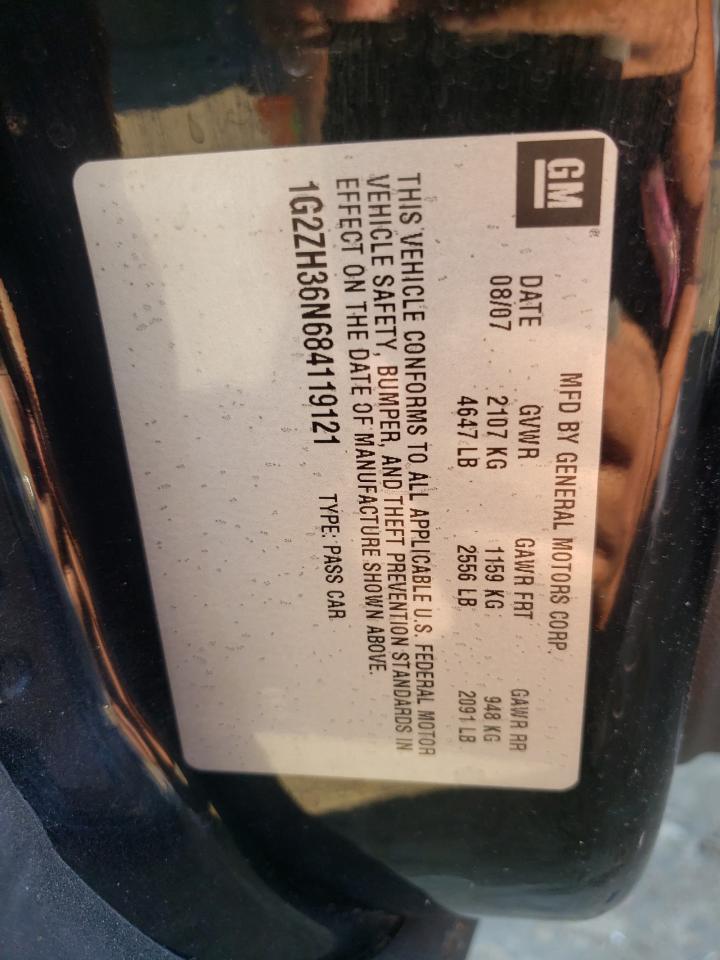 GM®
MFD BY GENERAL MOTORS CORP.
DATE GVWR GAWR FRT GAWR RR
08/07 2107 KG 1159 KG 948 KG
4647 LB 2556 LB 2091 LB
THIS VEHICLE CONFORMS TO ALL APPLICABLE U.S. FEDERAL MOTOR
VEHICLE SAFETY, BUMPER, AND THEFT PREVENTION STANDARDS IN
EFFECT ON THE DATE OF MANUFACTURE SHOWN ABOVE.
1G2ZH36N684119121 TYPE: PASS CAR